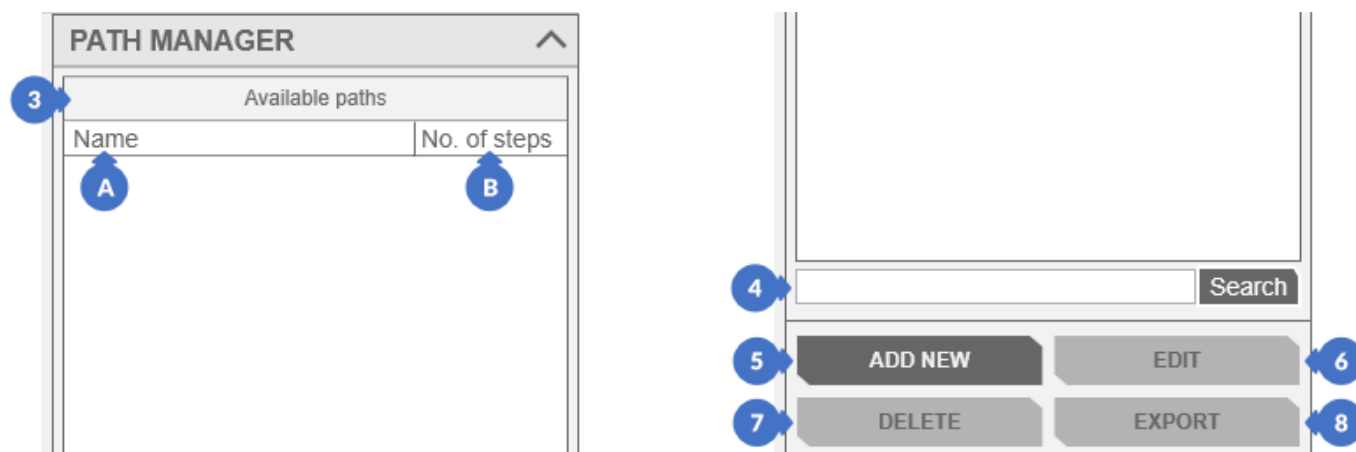 PATH MANAGER
3
Available paths
Name No. of steps
A B
4 Search
5 ADD NEW EDIT 6
7 DELETE EXPORT 8